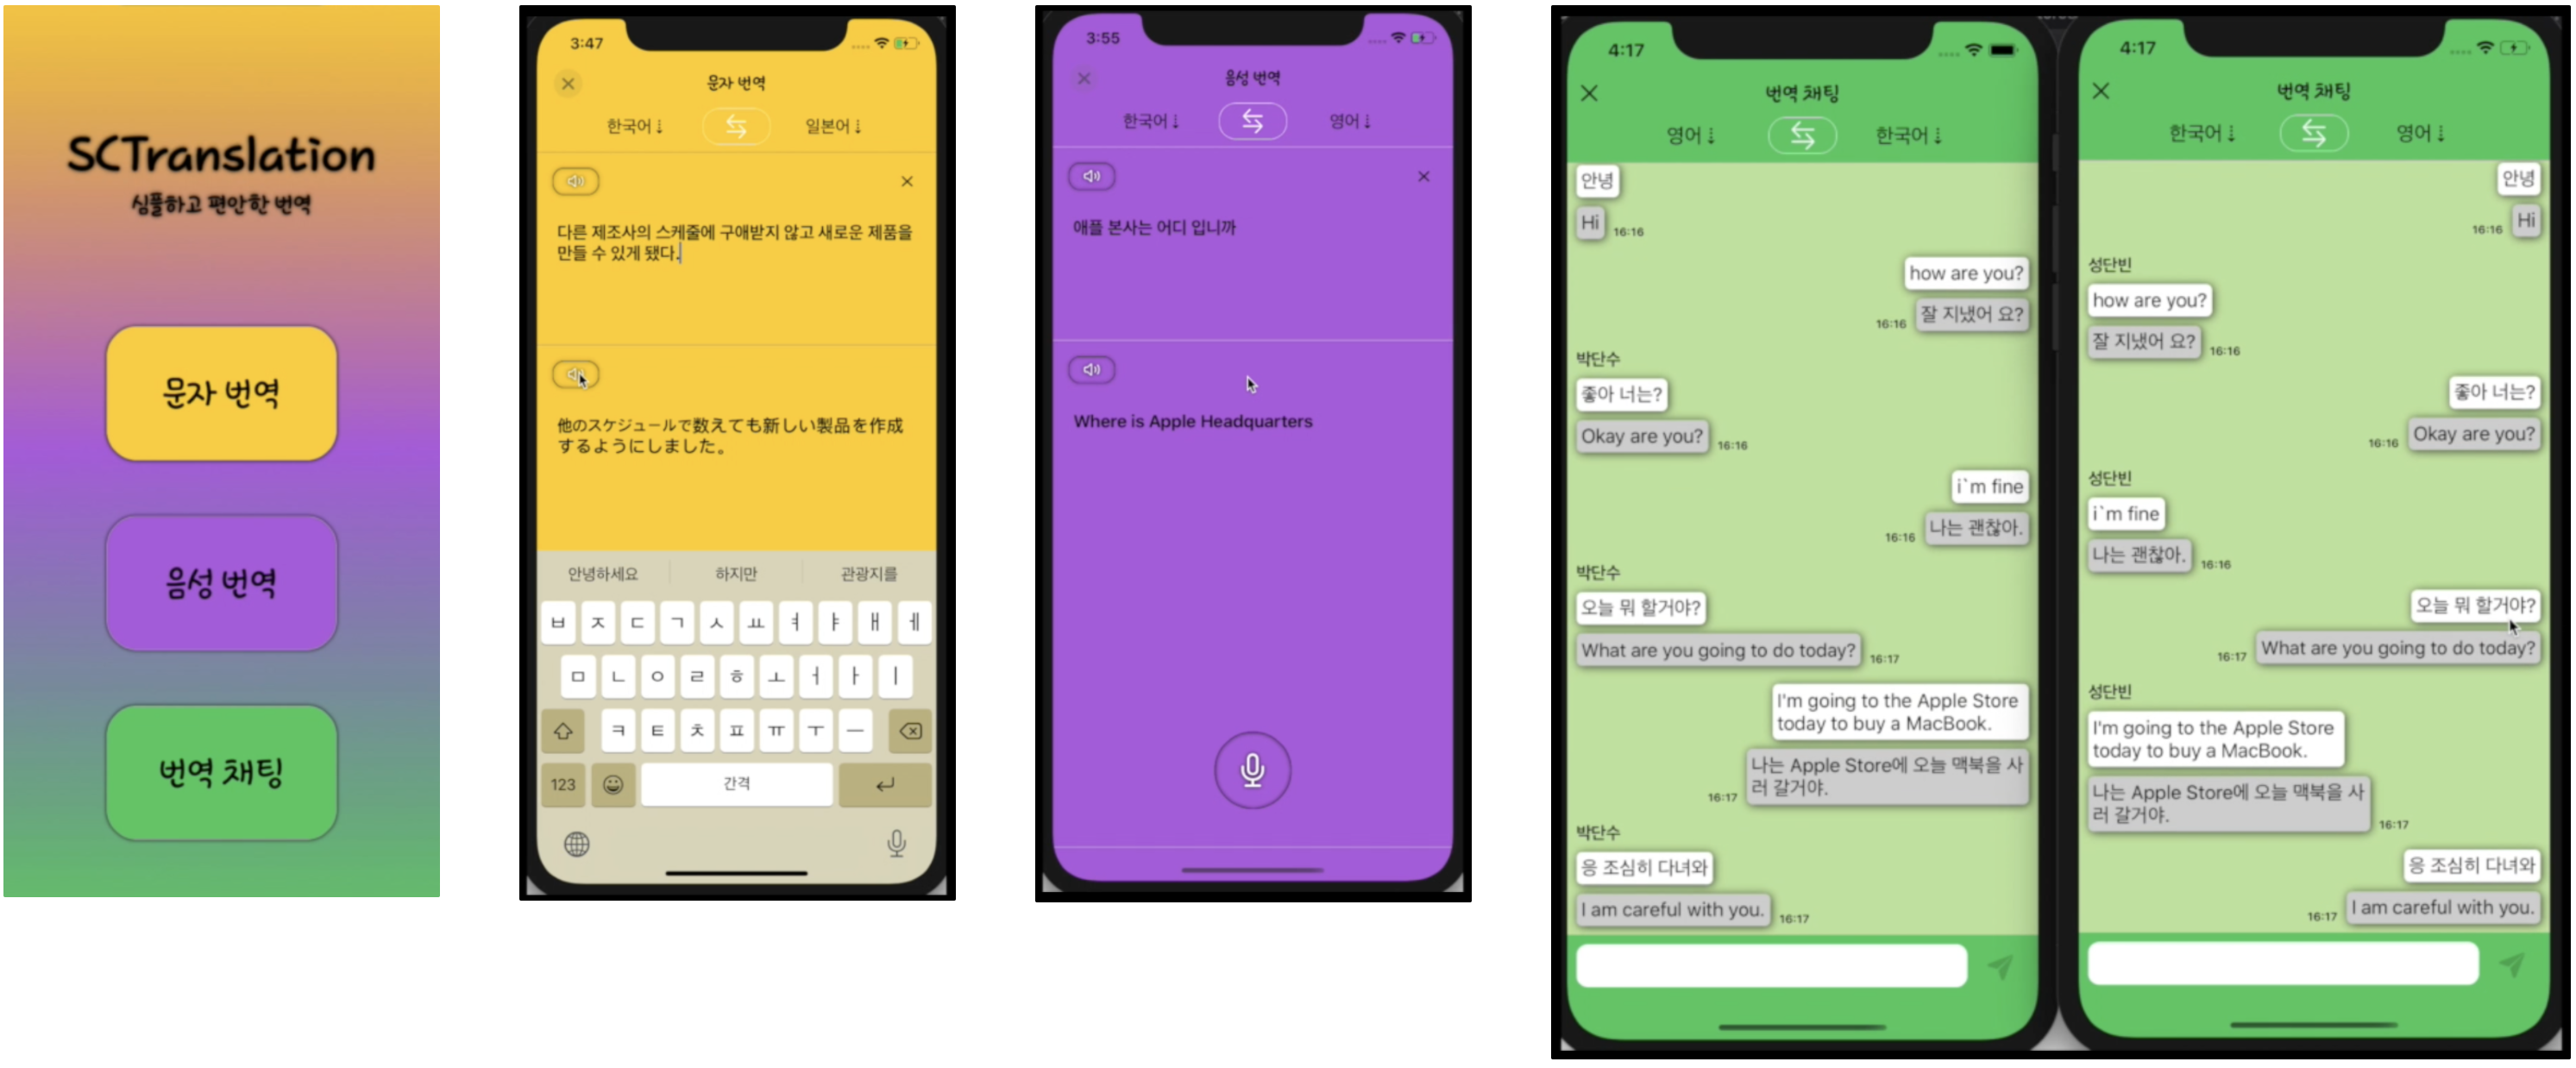 SCTranslation
심플하고 편안한 번역
문자 번역
음성 번역
번역 채팅
3:47
문자 번역
한국어↓
일본어↓
다른 제조사의 스케줄에 구애받지 않고 새로운 제품을
만들 수 있게 됐다.
他のスケジュールで数えても新しい製品を作成
するようにしました。
안녕하세요
하지만
관광지를
ㅂ ㅈ ㄷ ㄱ ㅅ ㅛ ㅕ ㅑ ㅐ ㅔ
ㅁ ㄴ ㅇ ㄹ ㅎ ㅗ ㅓ ㅏ ㅣ
ㅋ ㅌ ㅊ ㅍ ㅠ ㅜ ㅡ
123
간격
3:55
음성 번역
한국어↓
영어↓
애플 본사는 어디 입니까
Where is Apple Headquarters
4:17
번역 채팅
영어↓
한국어↓
안녕
Hi
16:16
how are you?
잘 지냈어 요?
16:16
박단수
좋아 너는?
Okay are you?
16:16
i`m fine
나는 괜찮아.
16:16
박단수
오늘 뭐 할거야?
What are you going to do today?
16:17
I'm going to the Apple Store
today to buy a MacBook.
나는 Apple Store에 오늘 맥북을 사
러 갈거야.
16:17
박단수
응 조심히 다녀와
I am careful with you.
16:17
4:17
번역 채팅
한국어↓
영어↓
안녕
Hi
16:16
성단빈
how are you?
잘 지냈어 요?
16:16
좋아 너는?
Okay are you?
16:16
성단빈
i`m fine
나는 괜찮아.
16:16
오늘 뭐 할거야?
What are you going to do today?
16:17
성단빈
I'm going to the Apple Store
today to buy a MacBook.
나는 Apple Store에 오늘 맥북을 사
러 갈거야.
16:17
응 조심히 다녀와
I am careful with you.
16:17